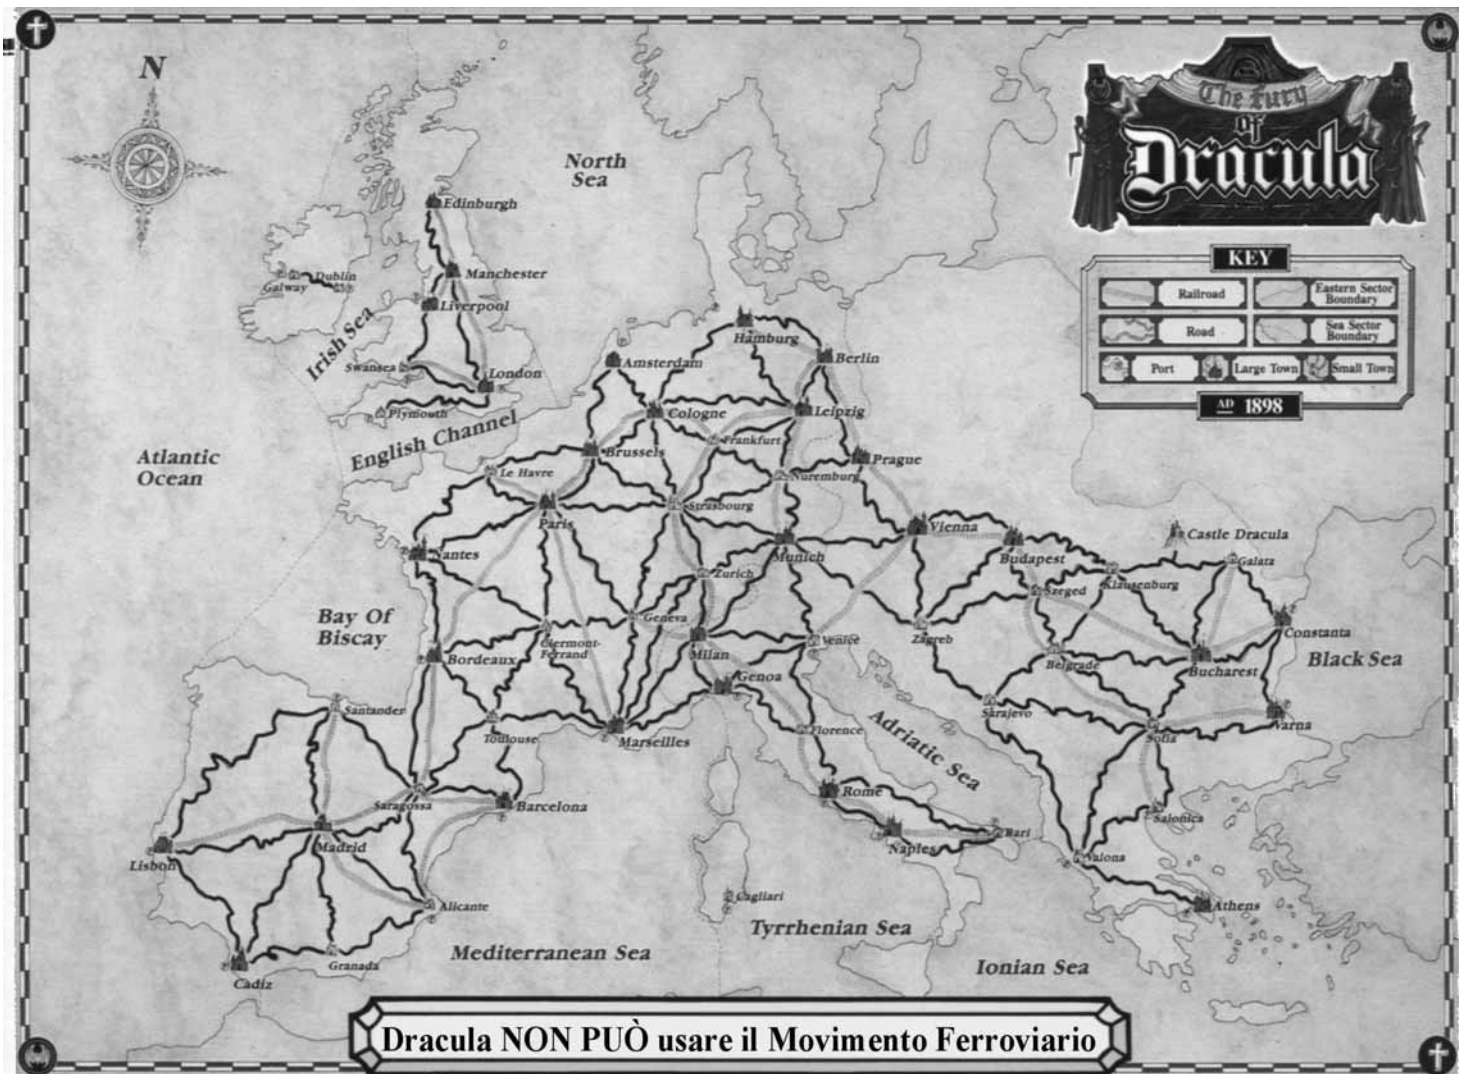 N
The Fury
of
Dracula
KEY
Railroad
Eastern Sector
Boundary
Road
Sea Sector
Boundary
Port
Large Town
Small Town
AD 1898
North
Sea
Edinburgh
Dublin
Galway
Manchester
Liverpool
Irish Sea
Swansea
London
Plymouth
English Channel
Atlantic
Ocean
Hamburg
Amsterdam
Berlin
Cologne
Leipzig
Frankfurt
Brussels
Prague
Le Havre
Nuremburg
Strasbourg
Paris
Vienna
Castle Dracula
Nantes
Munich
Budapest
Galatz
Zurich
Klausenburg
Szeged
Bay Of
Biscay
Geneva
Clermont-
Ferrand
Venice
Zagreb
Constanta
Bordeaux
Milan
Belgrade
Bucharest
Black Sea
Genoa
Santander
Sarajevo
Toulouse
Marseilles
Florence
Adriatic Sea
Sofia
Varna
Saragossa
Barcelona
Rome
Salonica
Madrid
Naples
Bari
Lisbon
Valona
Alicante
Cagliari
Athens
Tyrrhenian Sea
Mediterranean Sea
Granada
Cadiz
Ionian Sea
Dracula NON PUÒ usare il Movimento Ferroviario